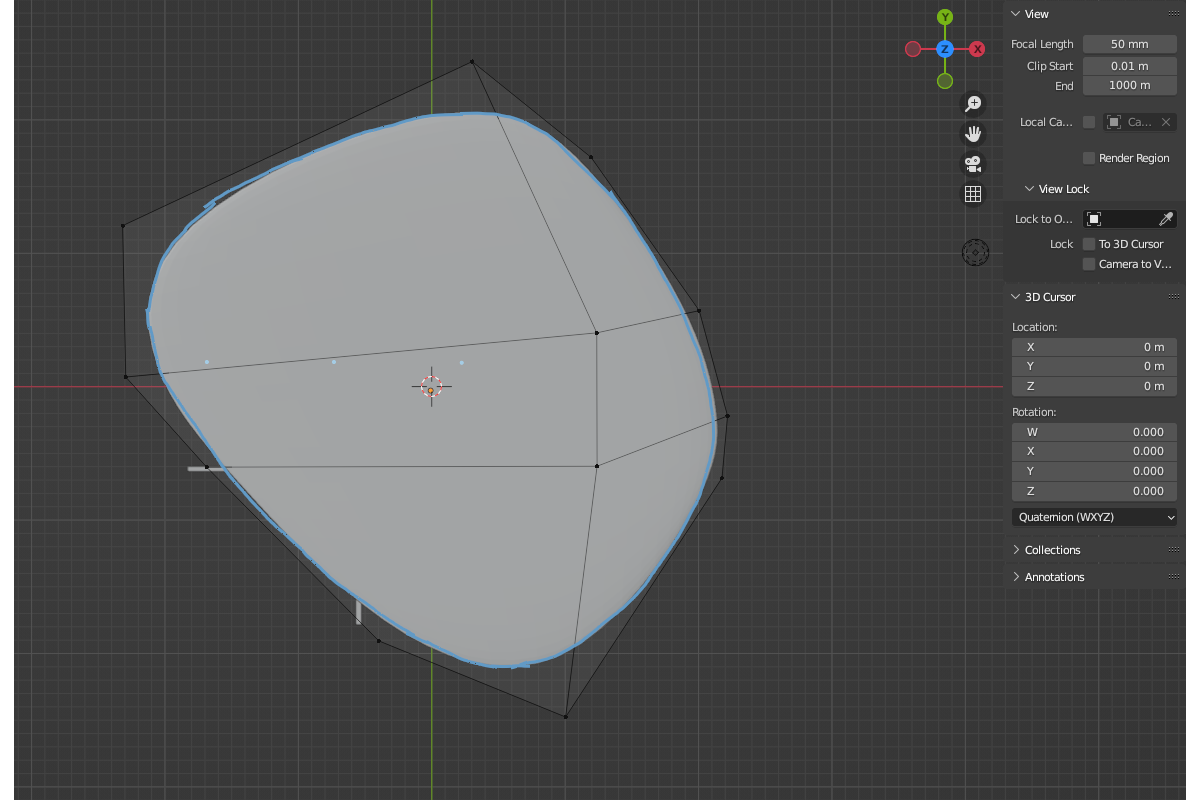 Y
Z
X
View
Focal Length 50 mm
Clip Start 0.01 m
End 1000 m
Local Ca... Ca...
Render Region
View Lock
Lock to O...
Lock To 3D Cursor
Camera to V...
3D Cursor
Location:
X 0 m
Y 0 m
Z 0 m
Rotation:
W 0.000
X 0.000
Y 0.000
Z 0.000
Quaternion (WXYZ)
Collections
Annotations